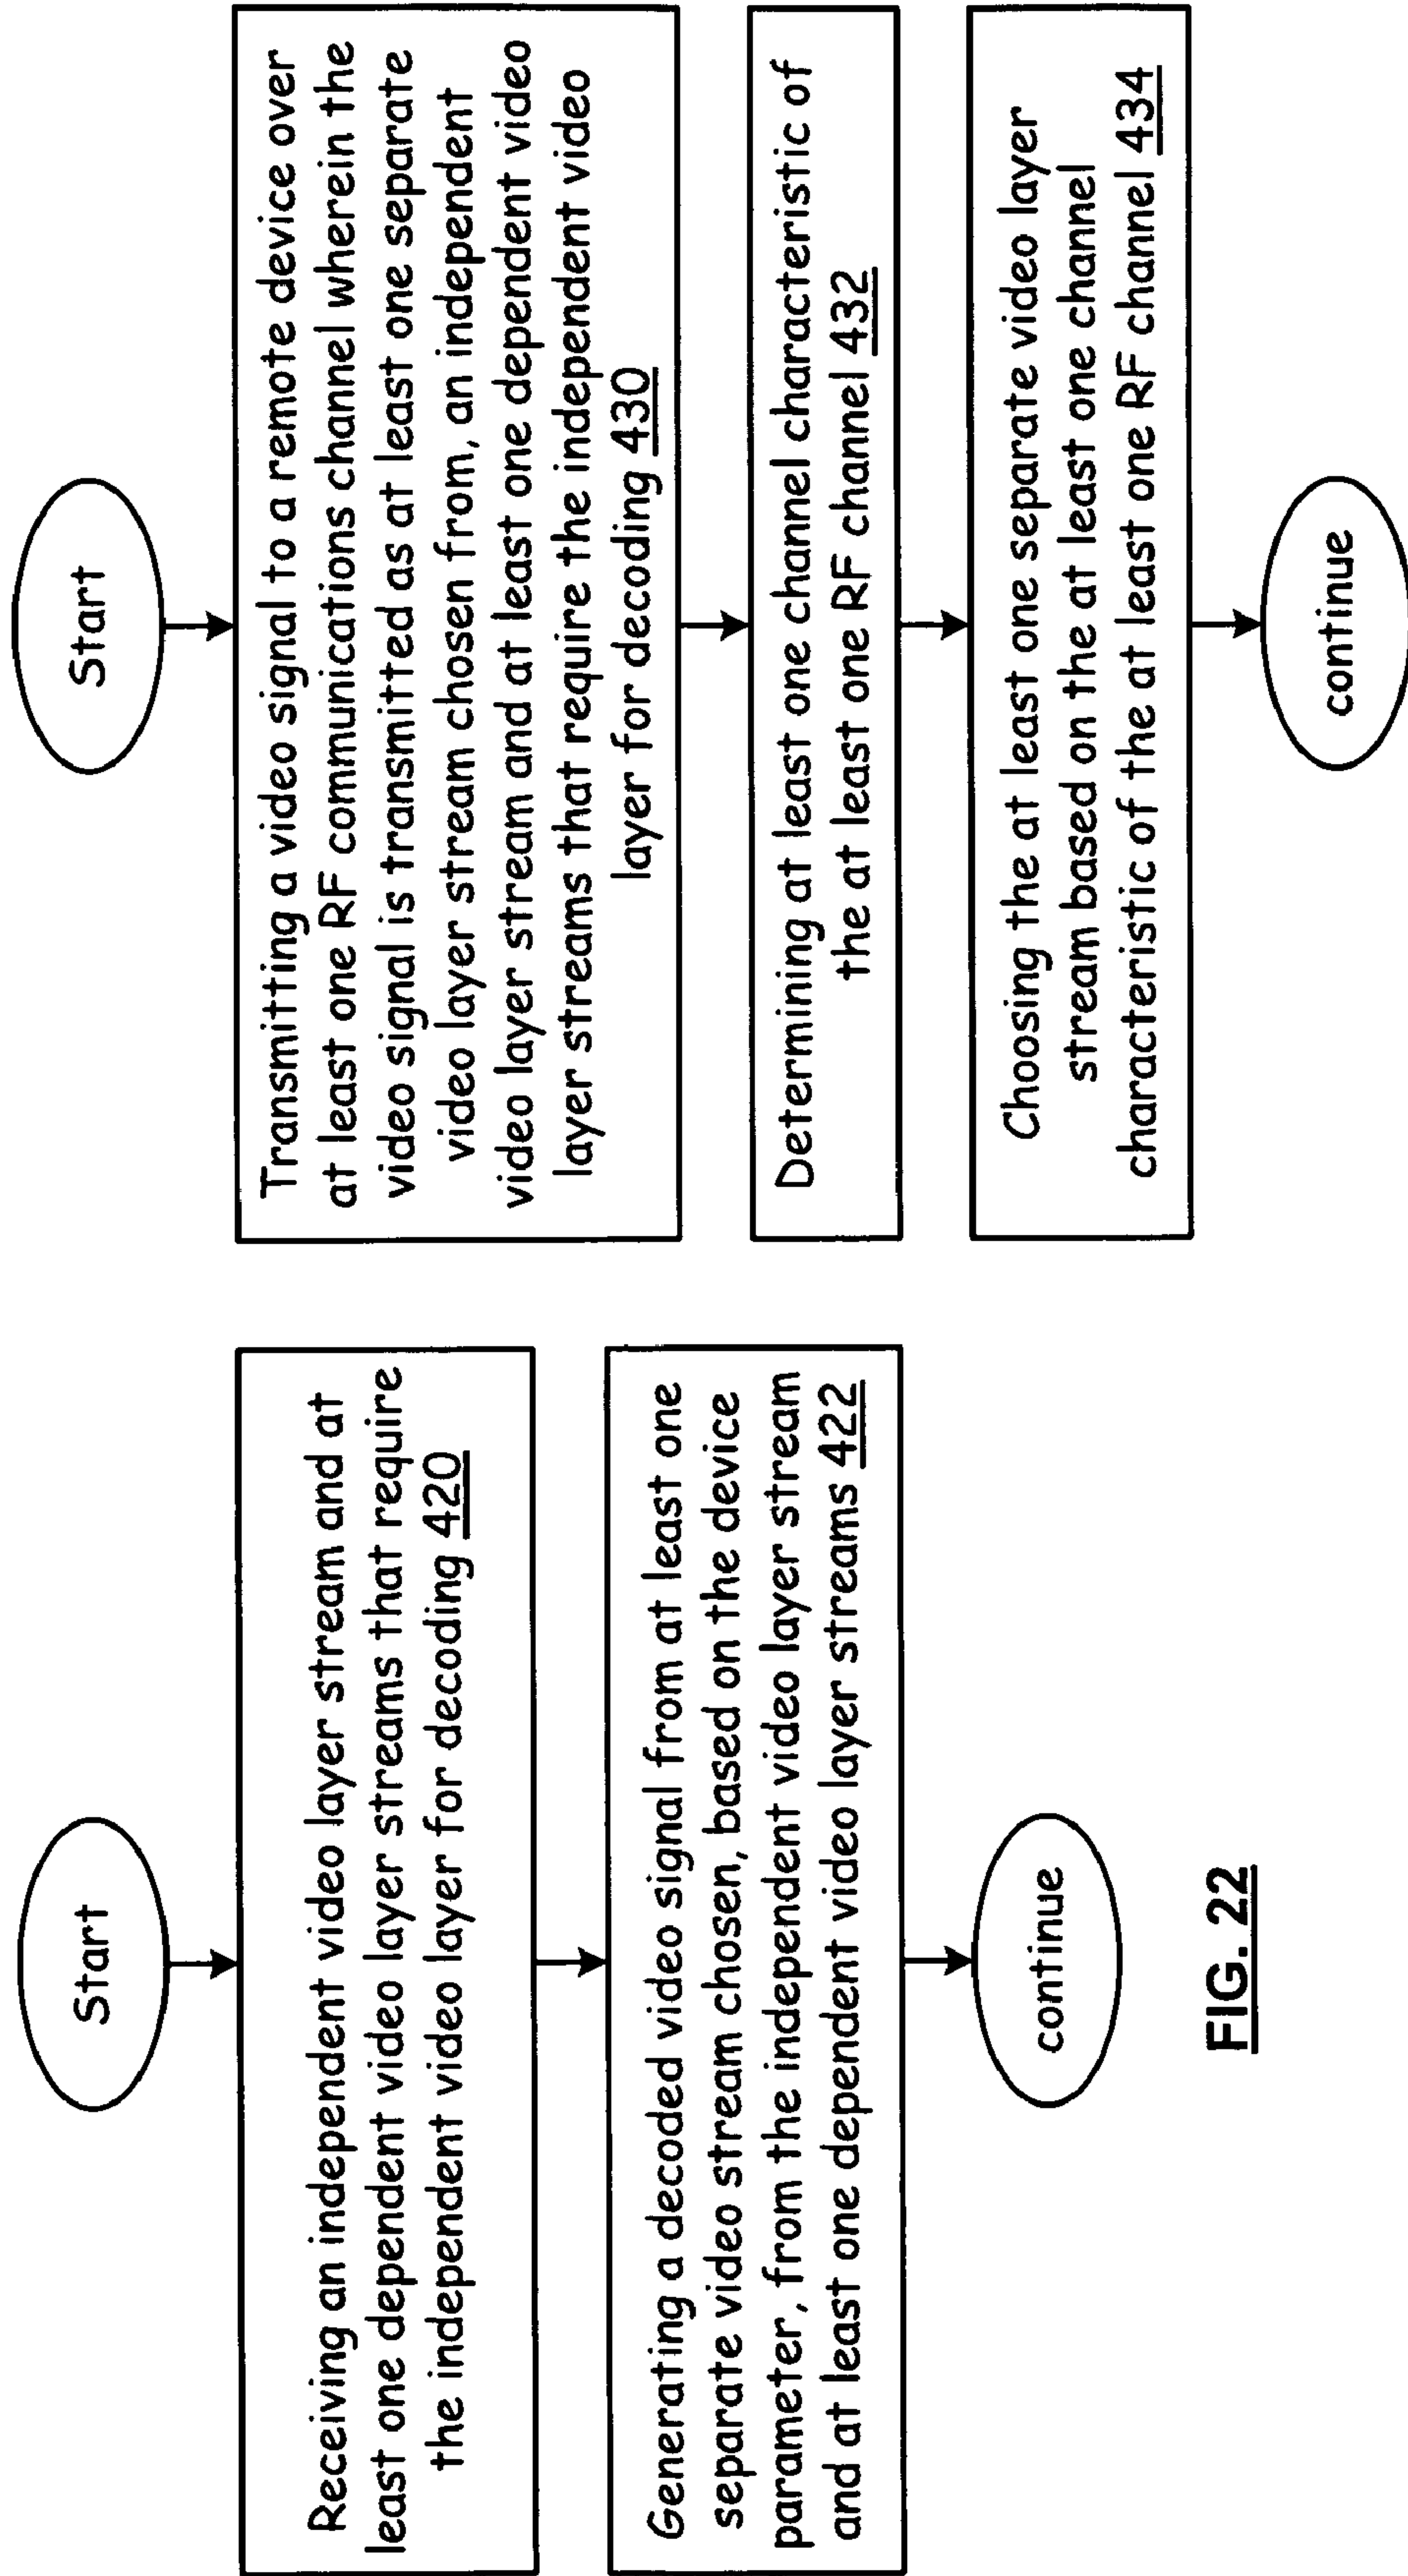 Start
Receiving an independent video layer stream and at
least one dependent video layer streams that require
the independent video layer for decoding 420
Generating a decoded video signal from at least one
separate video stream chosen, based on the device
parameter, from the independent video layer stream
and at least one dependent video layer streams 422
continue
FIG. 22
Start
Transmitting a video signal to a remote device over
at least one RF communications channel wherein the
video signal is transmitted as at least one separate
video layer stream chosen from, an independent
video layer stream and at least one dependent video
layer streams that require the independent video
layer for decoding 430
Determining at least one channel characteristic of
the at least one RF channel 432
Choosing the at least one separate video layer
stream based on the at least one channel
characteristic of the at least one RF channel 434
continue